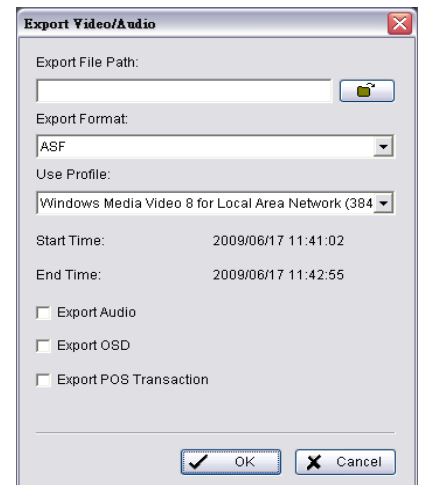 Export Video/Audio
Export File Path:
Export Format:
ASF
Use Profile:
Windows Media Video 8 for Local Area Network (384
Start Time: 2009/06/17 11:41:02
End Time: 2009/06/17 11:42:55
Export Audio
Export OSD
Export POS Transaction
OK Cancel